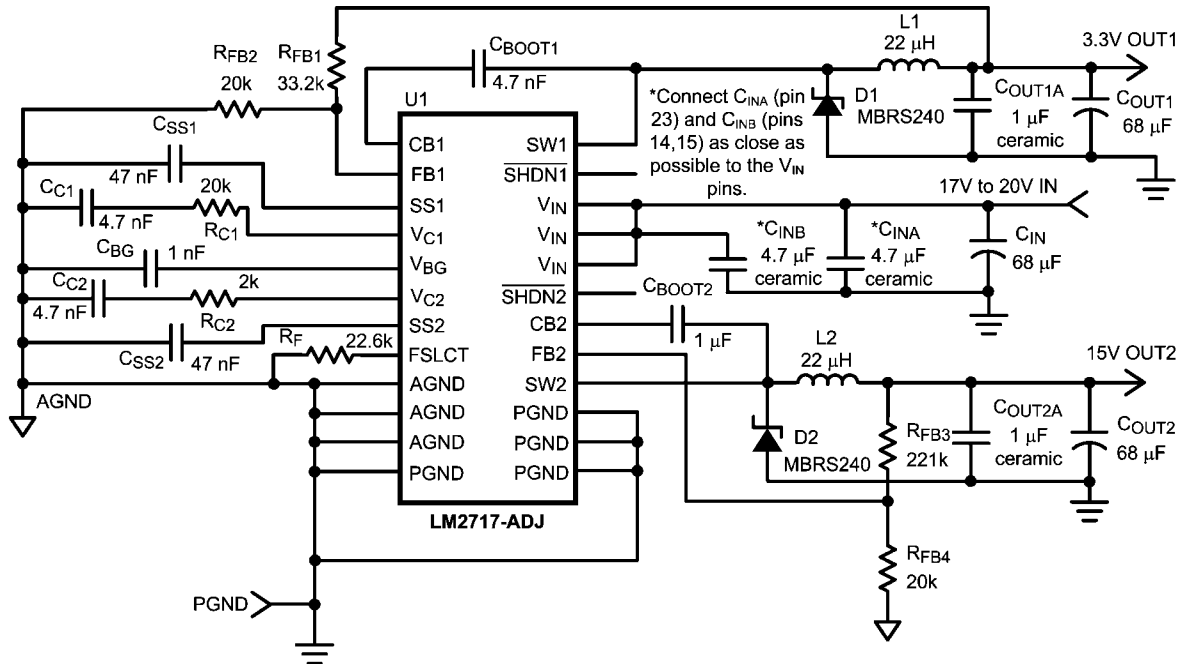 L1
22 µH
3.3V OUT1
RFB2
20k
RFB1
33.2k
CBOOT1
4.7 nF
U1
D1
MBRS240
COUT1A
1 µF
ceramic
COUT1
68 µF
*Connect CINA (pin
23) and CINB (pins
14,15) as close as
possible to the VIN
pins.
CSS1
47 nF
CC1
4.7 nF
20k
RC1
CBG
1 nF
CC2
4.7 nF
2k
RC2
CSS2
47 nF
RF
22.6k
AGND
CB1
FB1
SS1
VC1
VBG
VC2
SS2
FSLCT
AGND
AGND
AGND
PGND
SW1
SHDN1
VIN
VIN
VIN
SHDN2
CB2
FB2
SW2
PGND
PGND
PGND
LM2717-ADJ
17V to 20V IN
*CINB
4.7 µF
ceramic
*CINA
4.7 µF
ceramic
CIN
68 µF
CBOOT2
1 µF
L2
22 µH
15V OUT2
D2
MBRS240
RFB3
221k
COUT2A
1 µF
ceramic
COUT2
68 µF
RFB4
20k
PGND